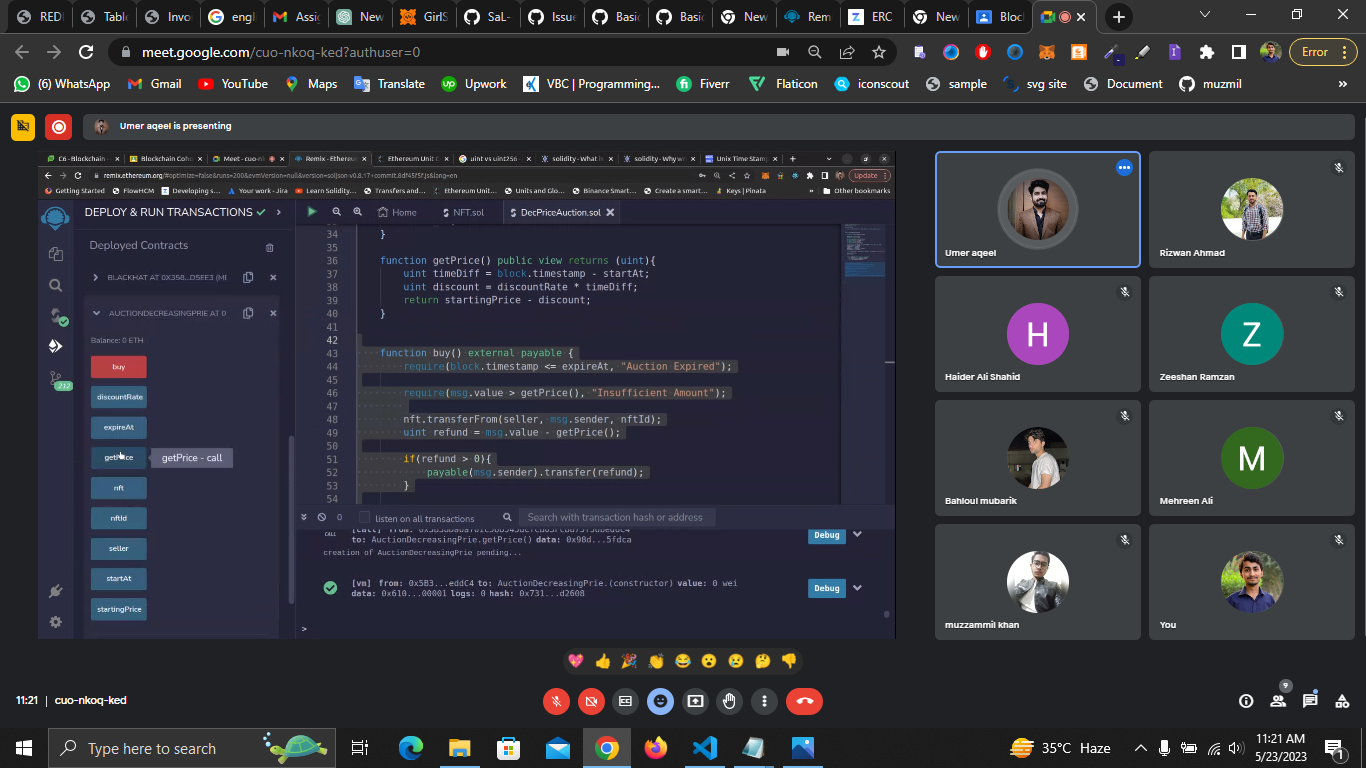 RED
Table
Invo
engl
Assig
New
GirlS
SaL-
Issue
Basic
Basic
New
Rem
ERC
New
Bloc
meet.google.com/cuo-nkoq-ked?authuser=0
Error
(6) WhatsApp
Gmail
YouTube
Maps
Translate
Upwork
VBC | Programming...
Fiverr
Flaticon
iconscout
sample
svg site
Document
muzmil
»
Umer aqeel is presenting
C6 - Blockchain -
Blockchain Coho
Meet - cuo-n
Remix - Ethereum
Ethereum Unit C
uint vs uint256 -
solidity - What is
solidity - Why w
Unix Time Stam
remix.ethereum.org/#optimize=false&runs=200&evmVersion=null&version=soljson-v0.8.17+commit.8df45f5f.js&lang=en
Update
Getting Started
FlowHCM
Developing s...
Your work - Jira
Learn Solidity...
Transfers and...
Ethereum Unit...
Units and Glo...
Binance Smart...
Create a smart...
Keys | Pinata
»
Other bookmarks
DEPLOY & RUN TRANSACTIONS
Home
NFT.sol
DecPriceAuction.sol
Deployed Contracts
BLACKHAT AT 0X358...D5EE3 (ME
AUCTIONDECREASINGPRIE AT 0
Balance: 0 ETH
buy
discountRate
expireAt
getPrice
getPrice - call
nft
nftId
seller
startAt
startingPrice
212
34 }
35
36 function getPrice() public view returns (uint){
37 uint timeDiff = block.timestamp - startAt;
38 uint discount = discountRate * timeDiff;
39 return startingPrice - discount;
40 }
41
42
43 function buy() external payable {
44 require(block.timestamp <= expireAt, "Auction Expired");
45
46 require(msg.value > getPrice(), "Insufficient Amount");
47
48 nft.transferFrom(seller, msg.sender, nftId);
49 uint refund = msg.value - getPrice();
50
51 if(refund > 0){
52 payable(msg.sender).transfer(refund);
53 }
54
0
listen on all transactions
Search with transaction hash or address
to: AuctionDecreasingPrie.getPrice() data: 0x98d...5fdca
Debug
creation of AuctionDecreasingPrie pending...
[vm] from: 0x5B3...eddC4 to: AuctionDecreasingPrie.(constructor) value: 0 wei
data: 0x610...00001 logs: 0 hash: 0x731...d2608
Debug
>
Umer aqeel
Rizwan Ahmad
H
Haider Ali Shahid
Z
Zeeshan Ramzan
Bahloul mubarik
M
Mehreen Ali
muzzammil khan
You
11:21 | cuo-nkoq-ked
9
Type here to search
35°C Haze
11:21 AM
5/23/2023
1